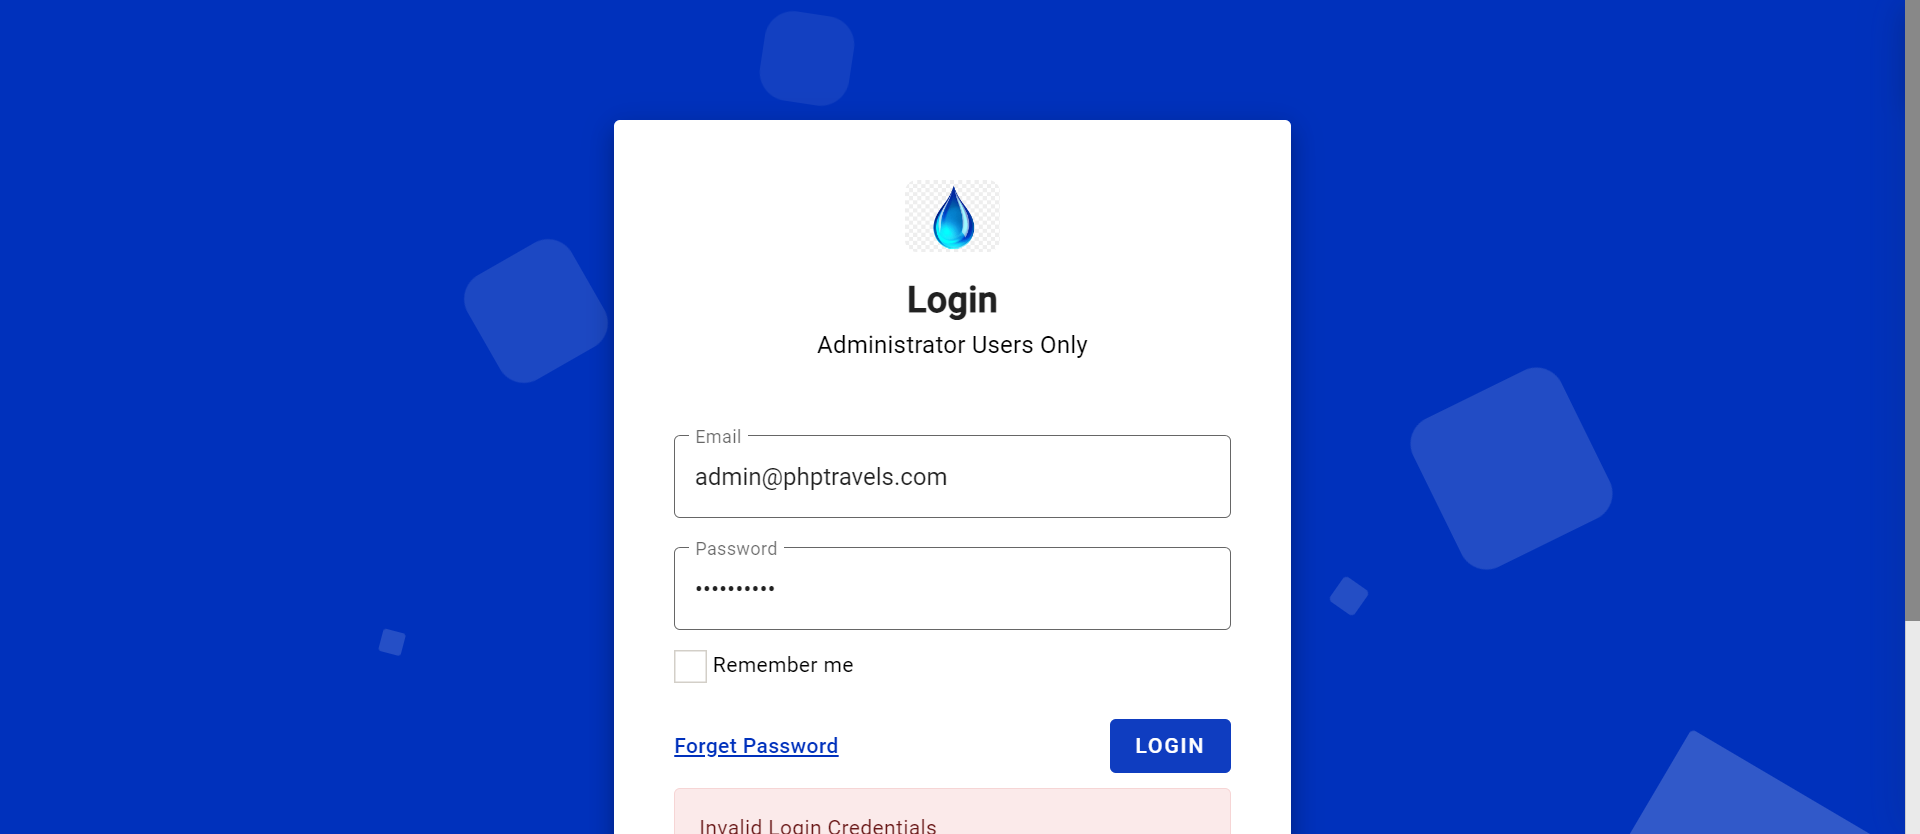 Login
Administrator Users Only
Email
admin@phptravels.com
Password
••••••••••
Remember me
Forget Password
LOGIN
Invalid Login Credentials